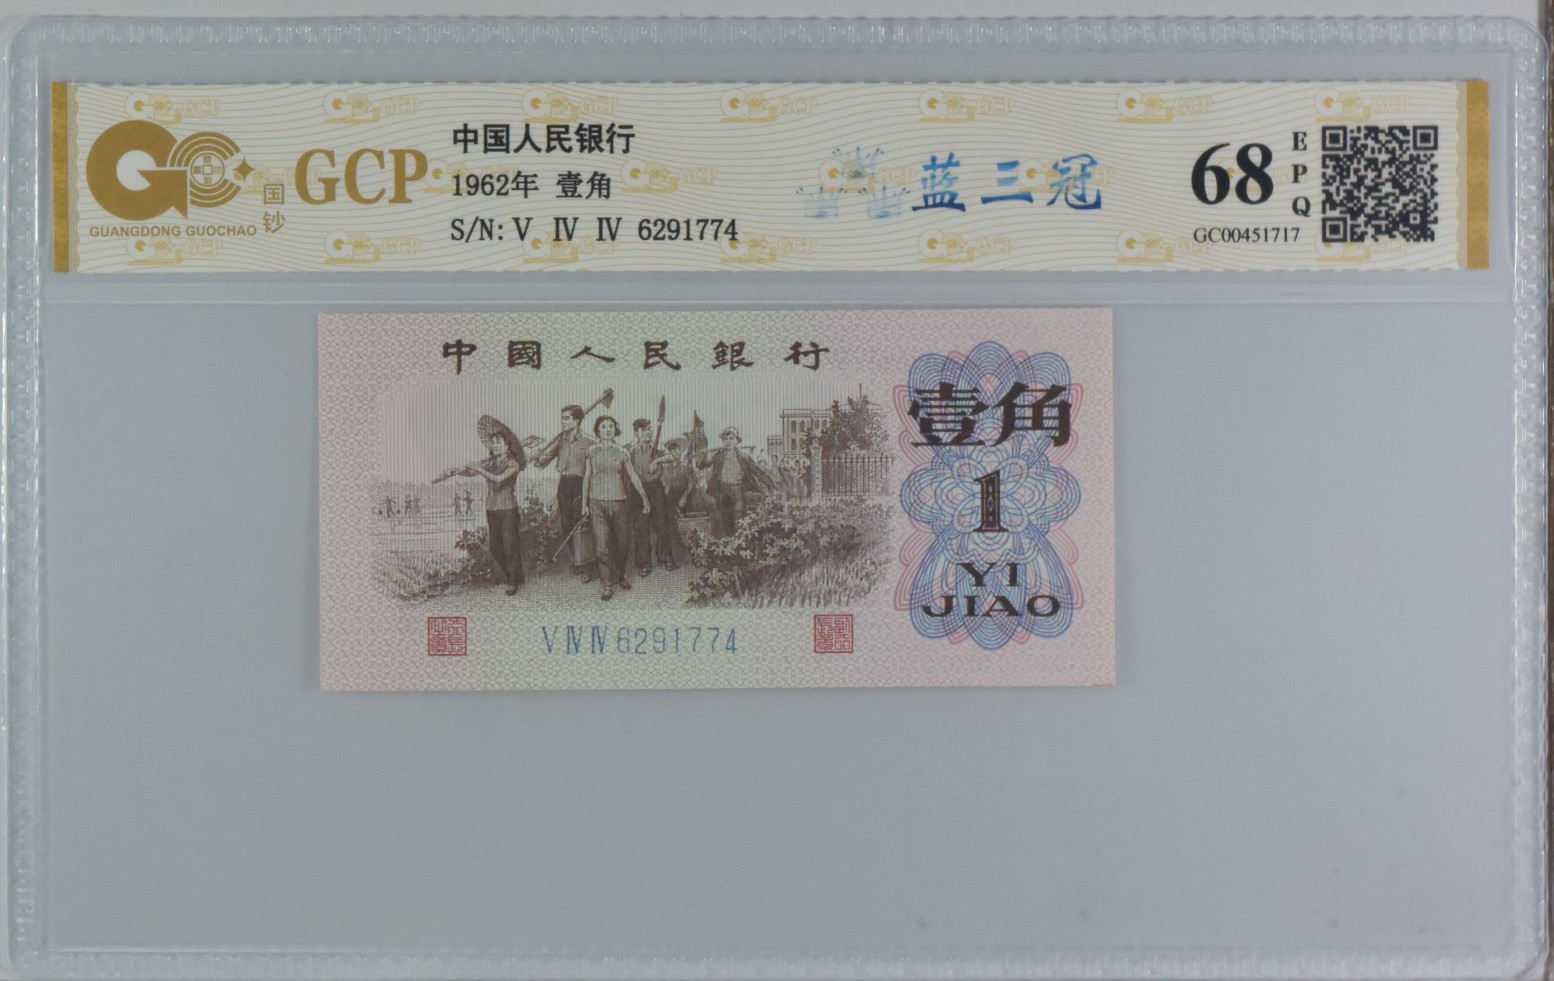 GCP
国钞
GUANGDONG GUOCHAO
中国人民银行
1962年 壹角
S/N: V IV IV 6291774
蓝三冠
68
EPQ
GC00451717
中國人民銀行
壹角
1
YI
JIAO
V IV IV 6291774